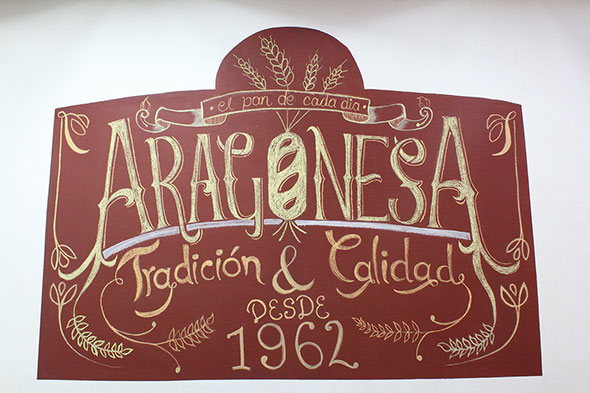 el pan de cada día
ARAGONESA
Tradición & Calidad
DESDE
1962